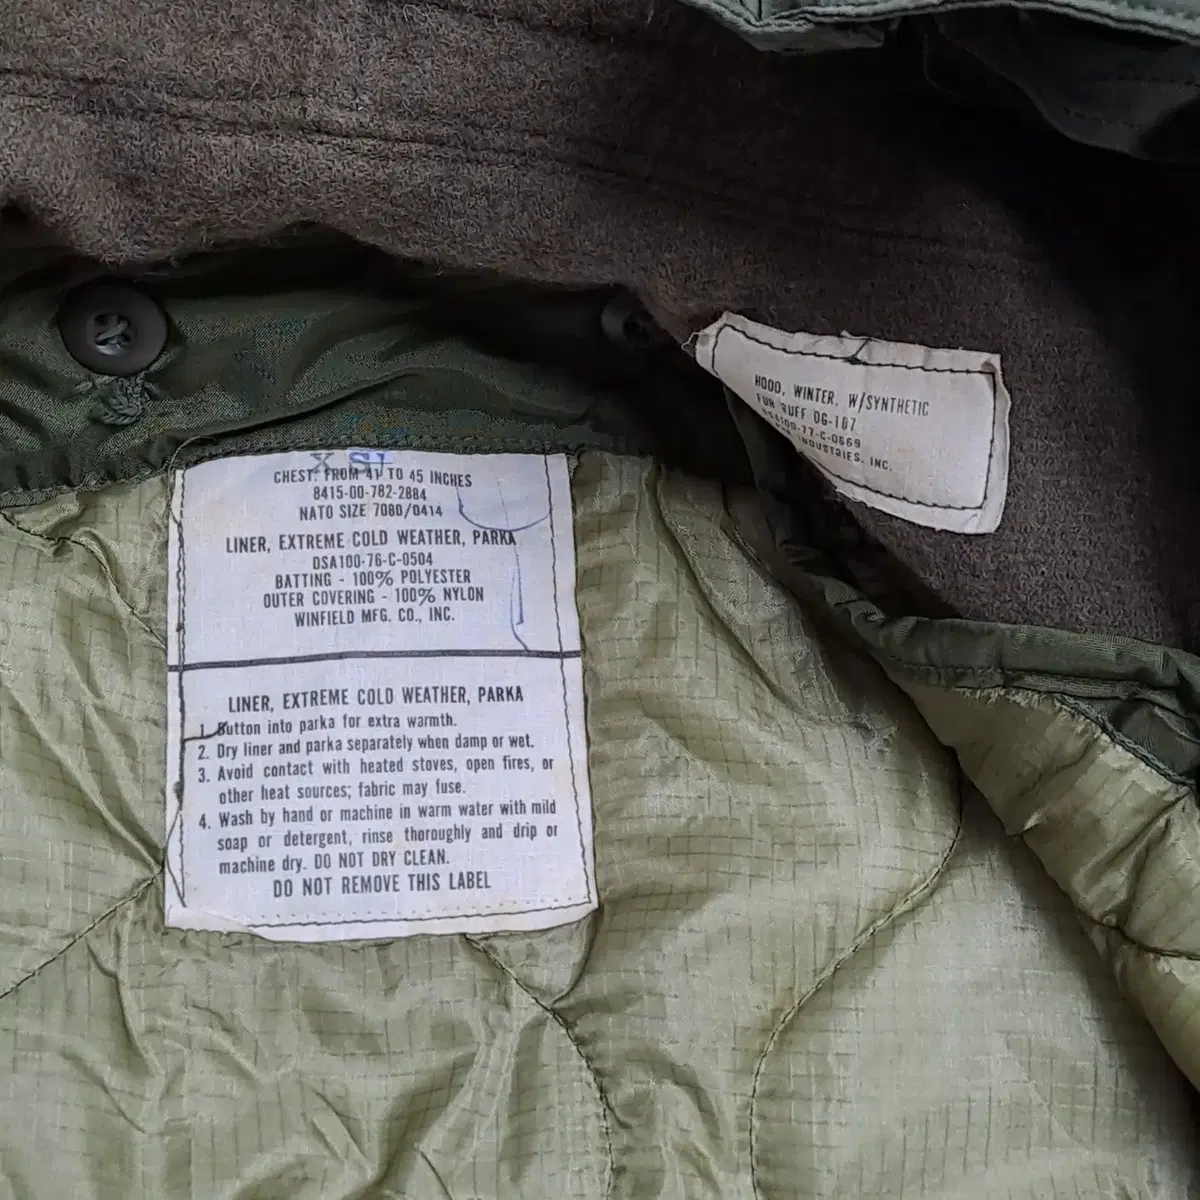 CHEST: FROM 41 TO 45 INCHES
8415-00-782-2884
NATO SIZE 7080/0414
LINER, EXTREME COLD WEATHER, PARKA
DSA100-76-C-0504
BATTING - 100% POLYESTER
OUTER COVERING - 100% NYLON
WINFIELD MFG. CO., INC.
LINER, EXTREME COLD WEATHER, PARKA
1. Button into parka for extra warmth.
2. Dry liner and parka separately when damp or wet.
3. Avoid contact with heated stoves, open fires, or
other heat sources; fabric may fuse.
4. Wash by hand or machine in warm water with mild
soap or detergent, rinse thoroughly and drip or
machine dry. DO NOT DRY CLEAN.
DO NOT REMOVE THIS LABEL
HOOD, WINTER, W/SYNTHETIC
FUR RUFF OG-107
INDUSTRIES, INC.